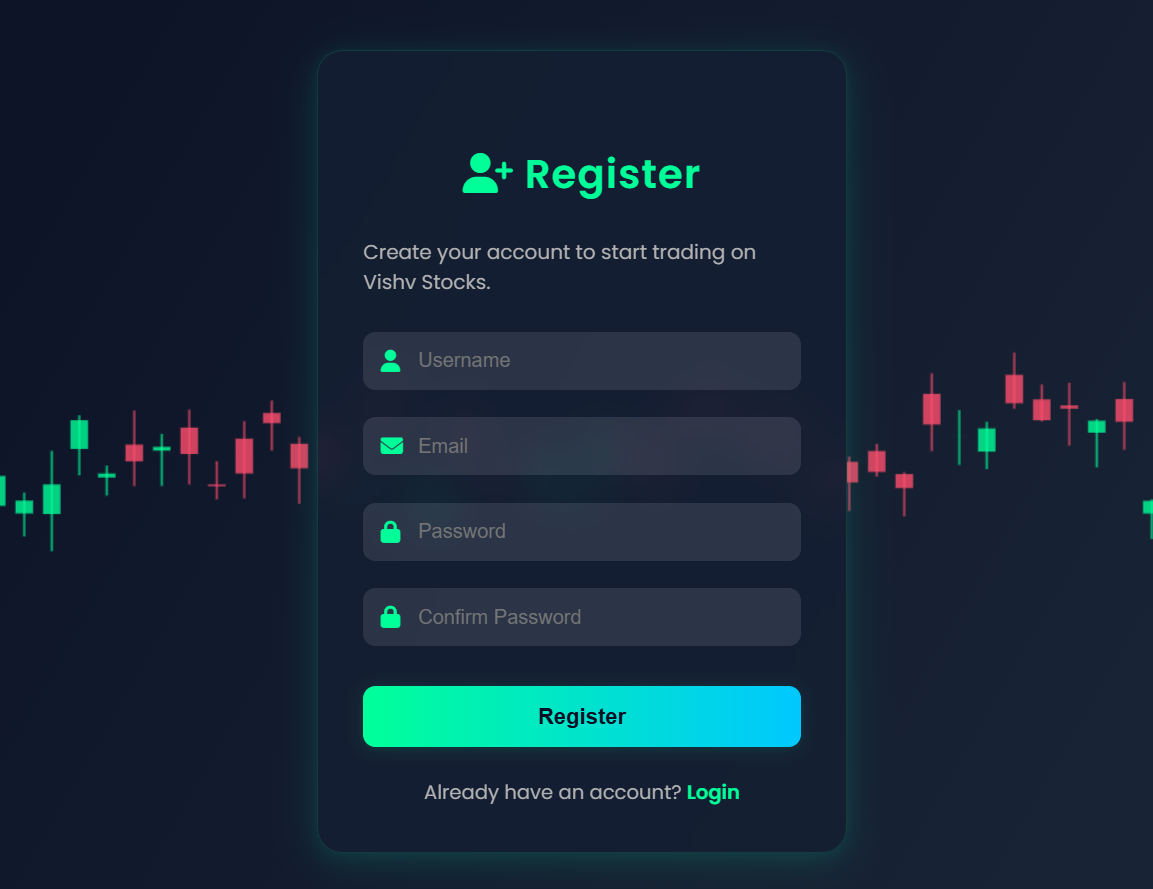 Register
Create your account to start trading on
Vishv Stocks.
Username
Email
Password
Confirm Password
Register
Already have an account? Login